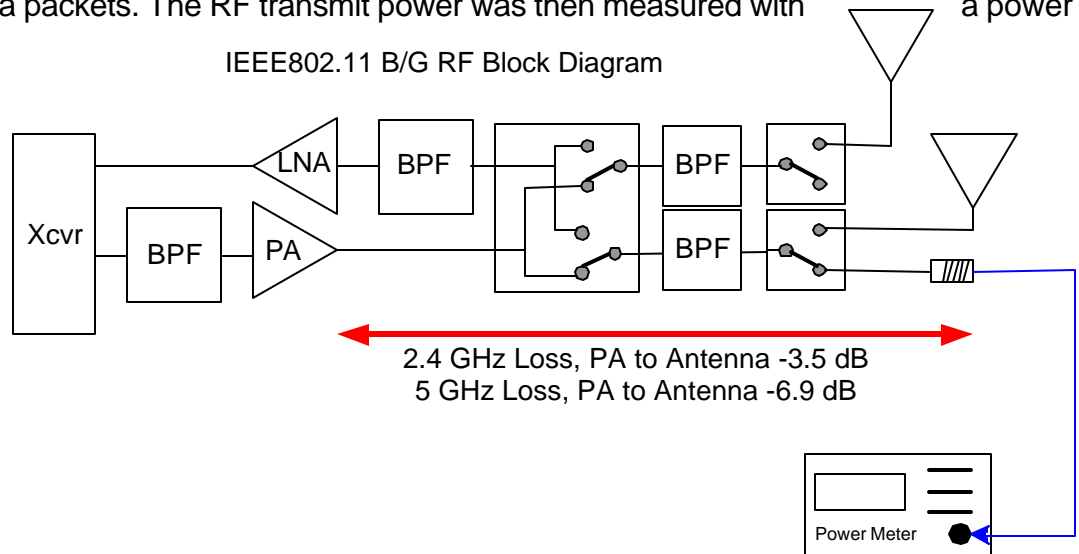 a packets. The RF transmit power was then measured with a power
IEEE802.11 B/G RF Block Diagram
LNA
BPF
BPF
Xcvr
BPF
PA
BPF
2.4 GHz Loss, PA to Antenna -3.5 dB
5 GHz Loss, PA to Antenna -6.9 dB
Power Meter